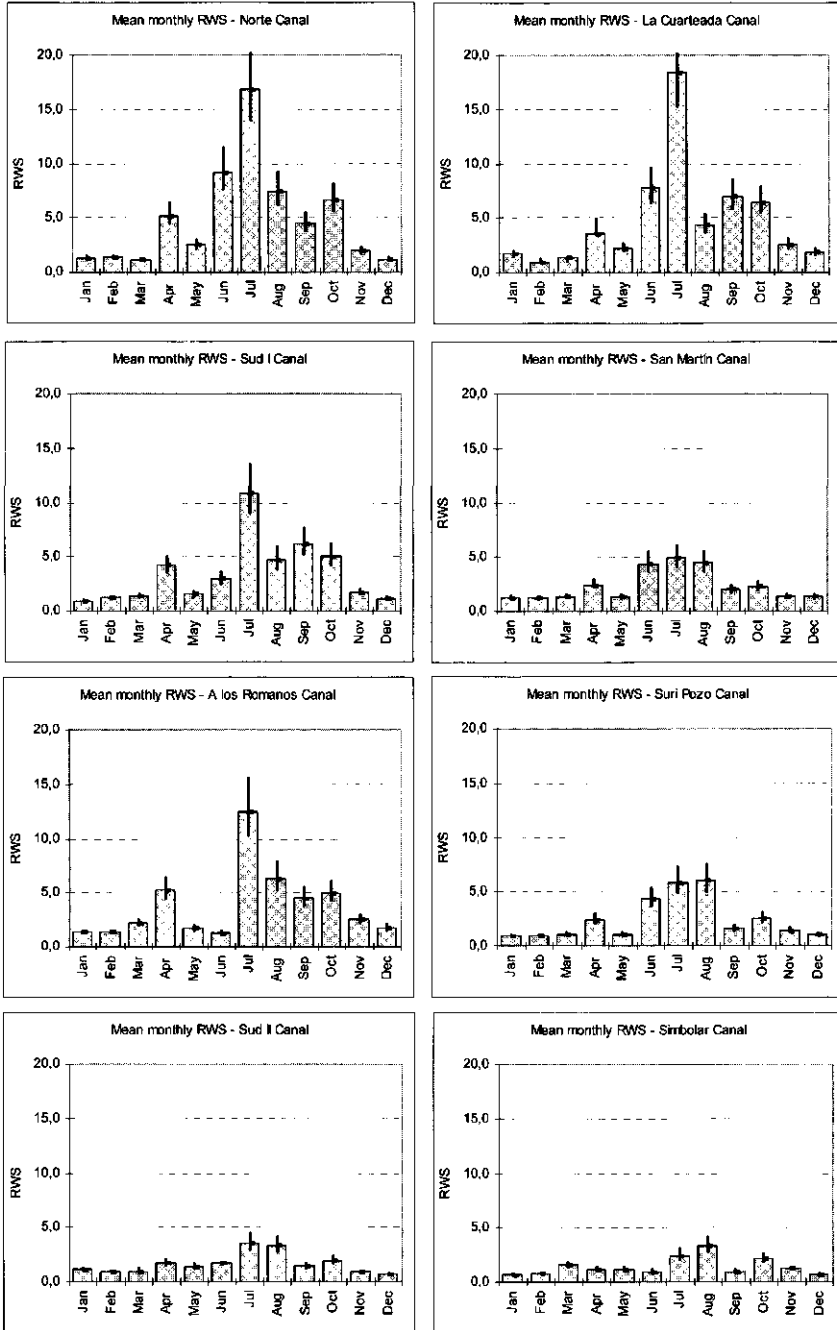 Mean monthly RWS - Norte Canal
20,0
15,0
10,0
5,0
0,0
RWS
Jan Feb Mar Apr May Jun Jul Aug Sep Oct Nov Dec
Mean monthly RWS - La Cuarteada Canal
20,0
15,0
10,0
5,0
0,0
RWS
Jan Feb Mar Apr May Jun Jul Aug Sep Oct Nov Dec
Mean monthly RWS - Sud I Canal
20,0
15,0
10,0
5,0
0,0
RWS
Jan Feb Mar Apr May Jun Jul Aug Sep Oct Nov Dec
Mean monthly RWS - San Martín Canal
20,0
15,0
10,0
5,0
0,0
RWS
Jan Feb Mar Apr May Jun Jul Aug Sep Oct Nov Dec
Mean monthly RWS - A los Romanos Canal
20,0
15,0
10,0
5,0
0,0
RWS
Jan Feb Mar Apr May Jun Jul Aug Sep Oct Nov Dec
Mean monthly RWS - Suri Pozo Canal
20,0
15,0
10,0
5,0
0,0
RWS
Jan Feb Mar Apr May Jun Jul Aug Sep Oct Nov Dec
Mean monthly RWS - Sud II Canal
20,0
15,0
10,0
5,0
0,0
RWS
Jan Feb Mar Apr May Jun Jul Aug Sep Oct Nov Dec
Mean monthly RWS - Simbolar Canal
20,0
15,0
10,0
5,0
0,0
RWS
Jan Feb Mar Apr May Jun Jul Aug Sep Oct Nov Dec